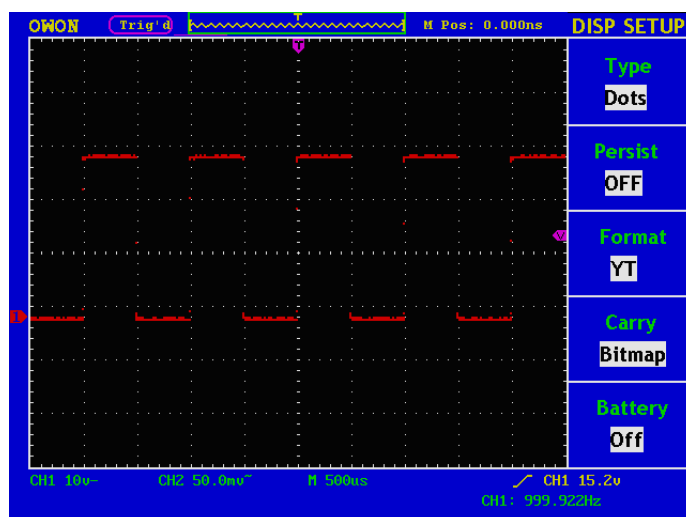 OWON Trig'd T M Pos: 0.000ns DISP SETUP
T
Type
Dots
Persist
OFF
Format
YT
Carry
Bitmap
Battery
Off
1
CH1 10v- CH2 50.0mv~ M 500us CH1 15.2v
CH1: 999.922Hz